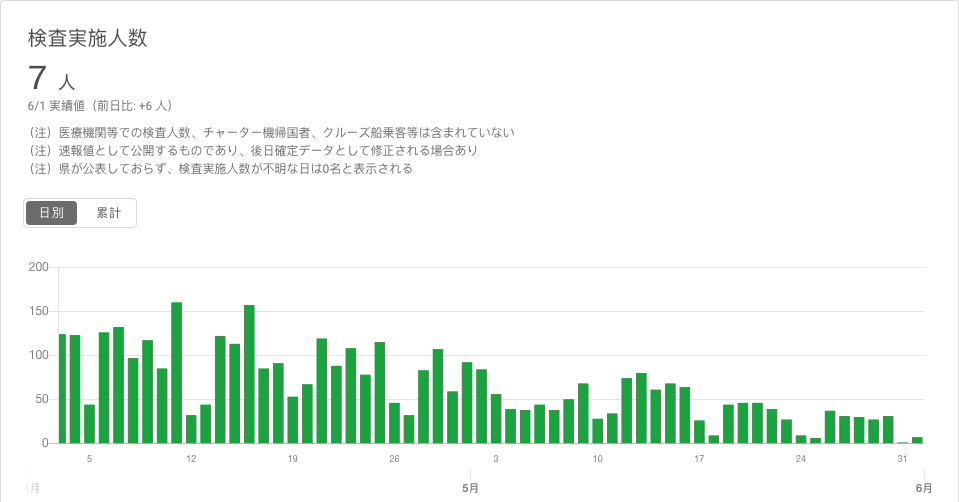 検査実施人数
7 人
6/1 実績値（前日比: +6 人）
（注）医療機関等での検査人数、チャーター機帰国者、クルーズ船乗客等は含まれていない
（注）速報値として公開するものであり、後日確定データとして修正される場合あり
（注）県が公表しておらず、検査実施人数が不明な日は0名と表示される
日別 累計
200
150
100
50
0
5 12 19 26 3 10 17 24 31
月 5月 6月